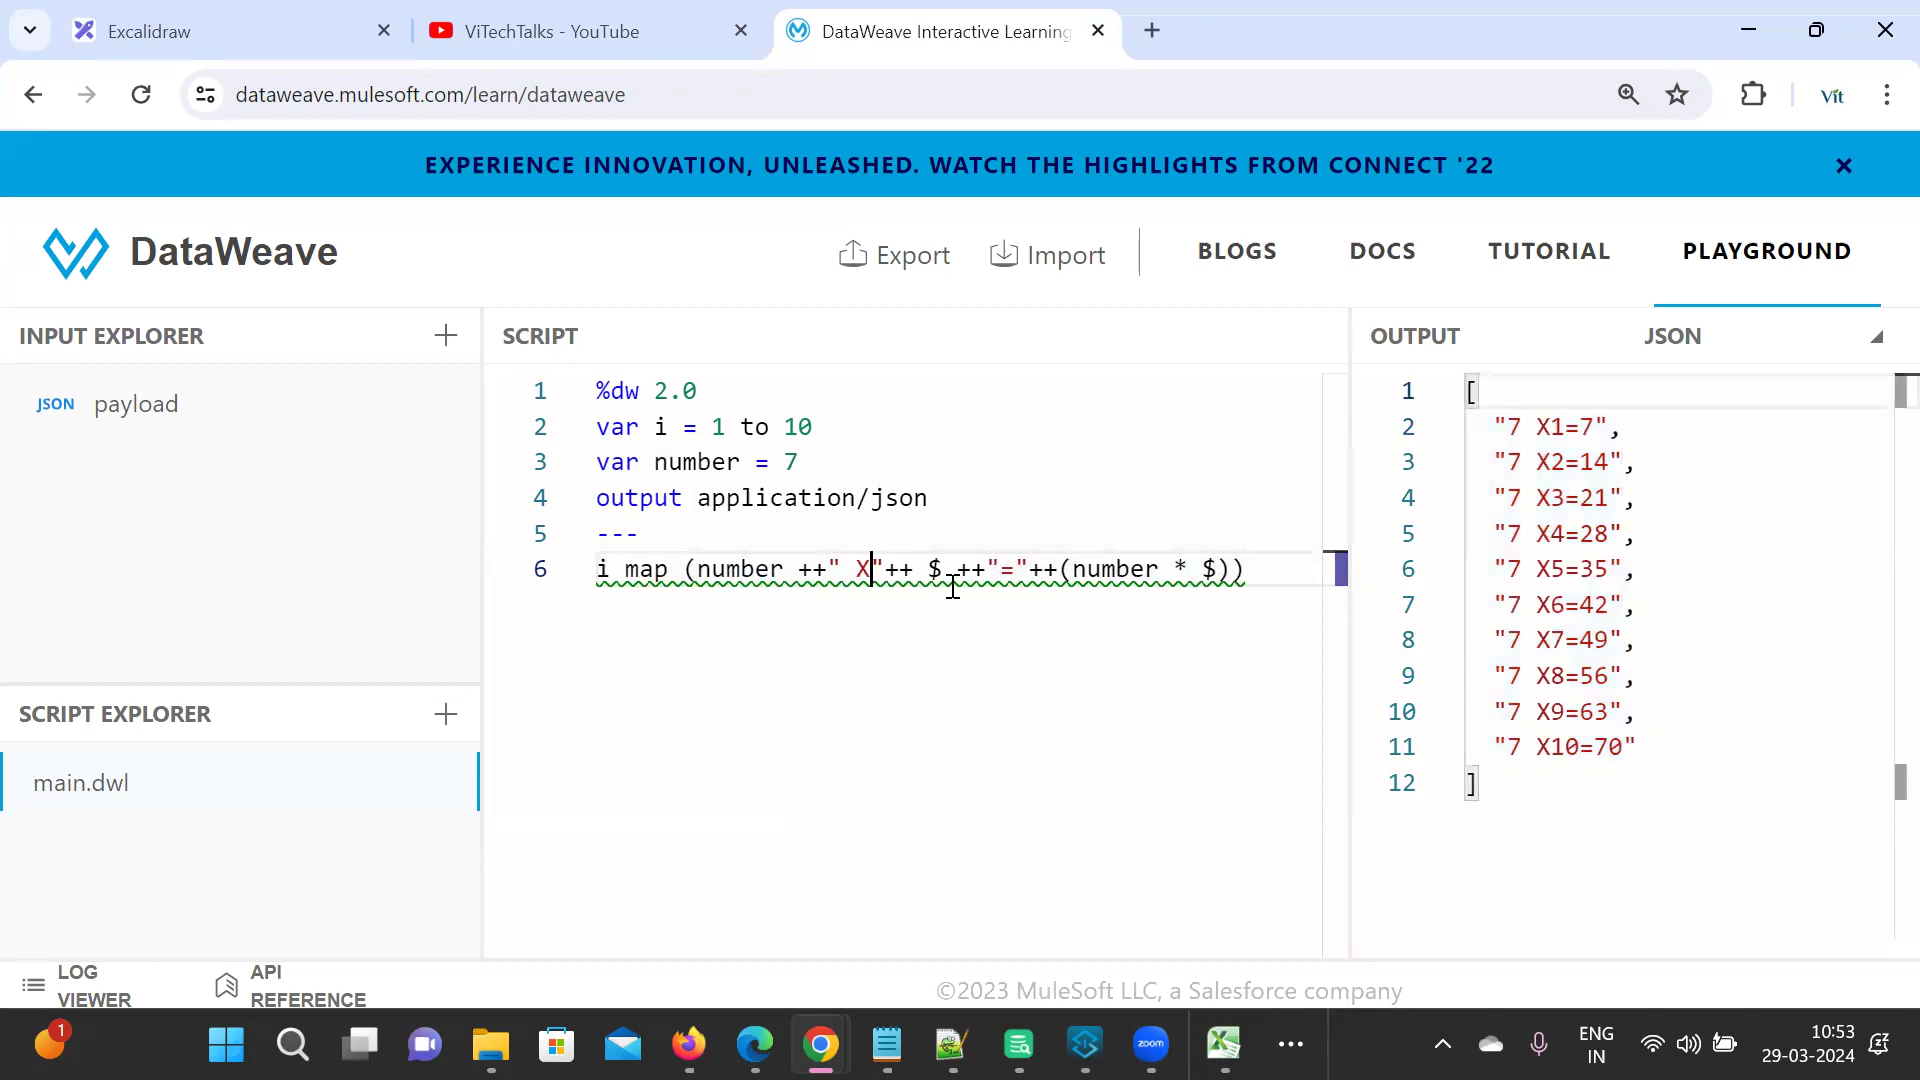 Excalidraw
ViTechTalks - YouTube
DataWeave Interactive Learning
dataweave.mulesoft.com/learn/dataweave
Vit
EXPERIENCE INNOVATION, UNLEASHED. WATCH THE HIGHLIGHTS FROM CONNECT '22
DataWeave
Export
Import
BLOGS
DOCS
TUTORIAL
PLAYGROUND
INPUT EXPLORER
JSON payload
SCRIPT EXPLORER
main.dwl
SCRIPT
1 %dw 2.0
2 var i = 1 to 10
3 var number = 7
4 output application/json
5 ---
6 i map (number ++" X"++ $ ++"="++(number * $))
OUTPUT
JSON
1 [
2 "7 X1=7",
3 "7 X2=14",
4 "7 X3=21",
5 "7 X4=28",
6 "7 X5=35",
7 "7 X6=42",
8 "7 X7=49",
9 "7 X8=56",
10 "7 X9=63",
11 "7 X10=70"
12 ]
LOG
VIEWER
API
REFERENCE
©2023 MuleSoft LLC, a Salesforce company
1
zoom
ENG
IN
10:53
29-03-2024